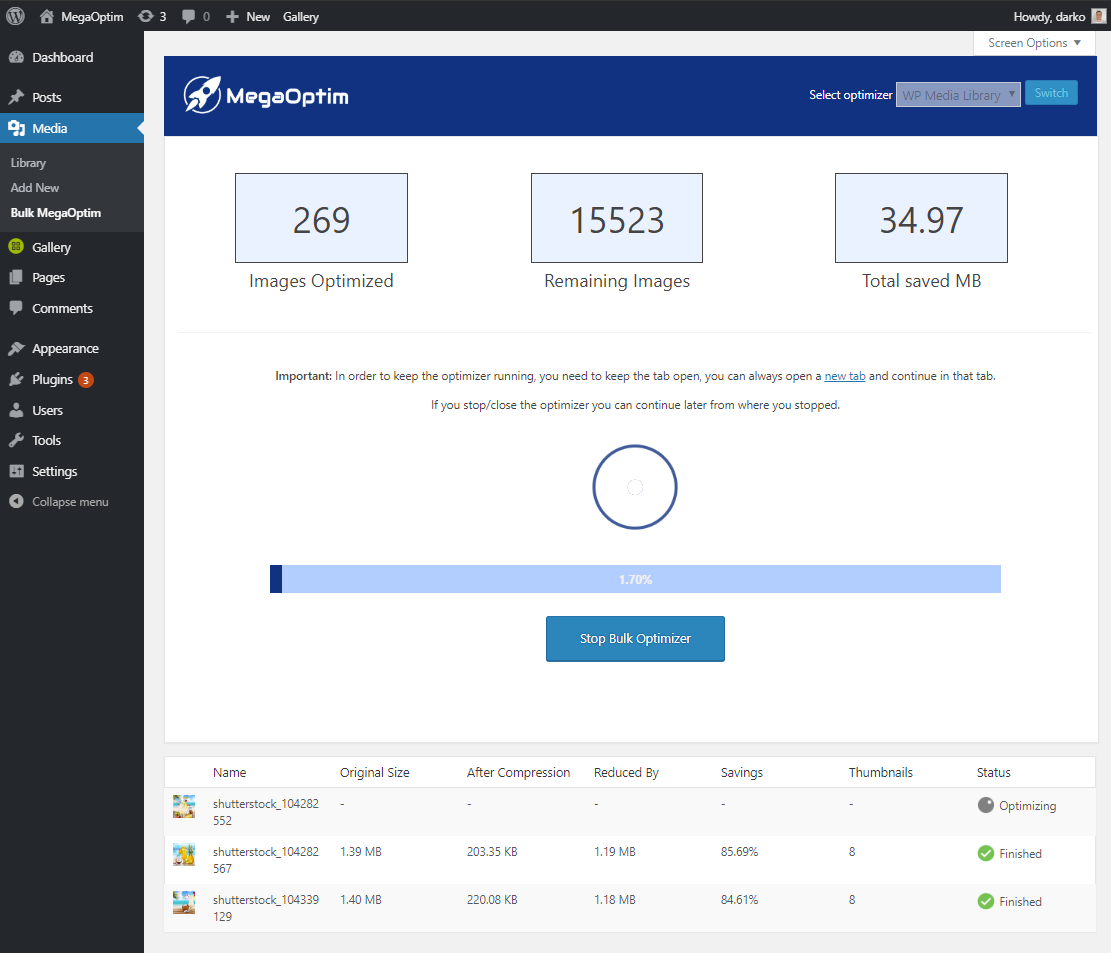 MegaOptim 3 0 New Gallery Howdy, darko
Screen Options ▼
Dashboard
Posts
Media
Library
Add New
Bulk MegaOptim
Gallery
Pages
Comments
Appearance
Plugins 3
Users
Tools
Settings
Collapse menu
MegaOptim
Select optimizer WP Media Library ▼ Switch
269 15523 34.97
Images Optimized Remaining Images Total saved MB
Important: In order to keep the optimizer running, you need to keep the tab open, you can always open a new tab and continue in that tab.
If you stop/close the optimizer you can continue later from where you stopped.
1.70%
Stop Bulk Optimizer
Name Original Size After Compression Reduced By Savings Thumbnails Status
shutterstock_104282 - - - - - Optimizing
552
shutterstock_104282 1.39 MB 203.35 KB 1.19 MB 85.69% 8 Finished
567
shutterstock_104339 1.40 MB 220.08 KB 1.18 MB 84.61% 8 Finished
129